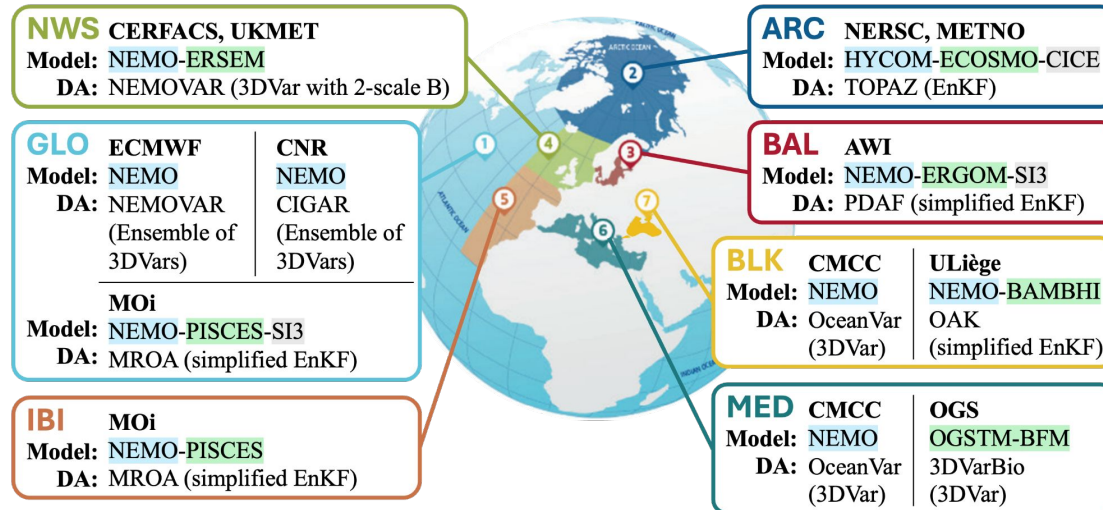 NWS CERFACS, UKMET
Model: NEMO-ERSEM
DA: NEMOVAR (3DVar with 2-scale B)
GLO ECMWF CNR
Model: NEMO NEMO
DA: NEMOVAR CIGAR
(Ensemble of (Ensemble of
3DVars) 3DVars)
MOi
Model: NEMO-PISCES-SI3
DA: MROA (simplified EnKF)
IBI MOi
Model: NEMO-PISCES
DA: MROA (simplified EnKF)
ARCTIC OCEAN
ATLANTIC OCEAN
INDIAN OCEAN
1
2
3
4
5
6
7
ARC NERSC, METNO
Model: HYCOM-ECOSMO-CICE
DA: TOPAZ (EnKF)
BAL AWI
Model: NEMO-ERGOM-SI3
DA: PDAF (simplified EnKF)
BLK CMCC ULiège
Model: NEMO NEMO-BAMBHI
DA: OceanVar OAK
(3DVar) (simplified EnKF)
MED CMCC OGS
Model: NEMO OGSTM-BFM
DA: OceanVar 3DVarBio
(3DVar) (3DVar)